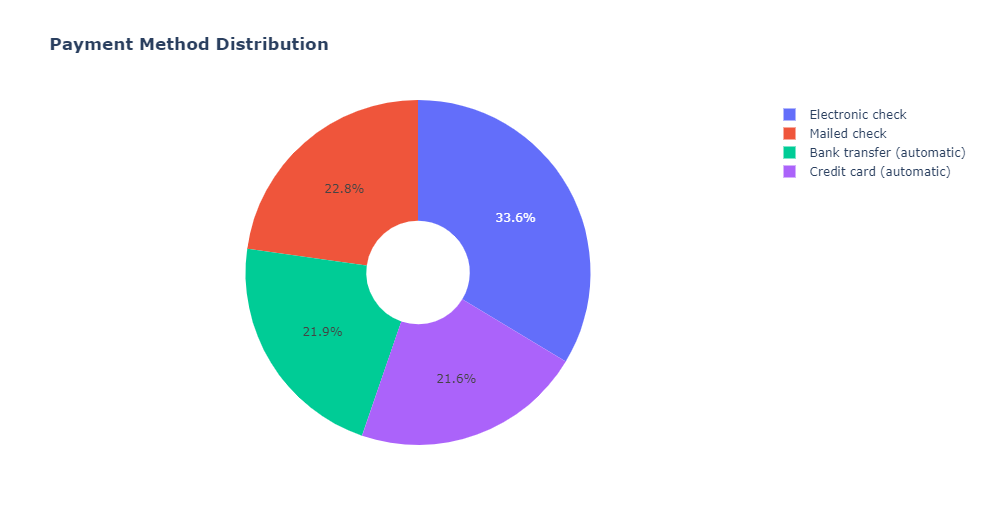 Payment Method Distribution
Electronic check
Mailed check
Bank transfer (automatic)
Credit card (automatic)
22.8%
33.6%
21.9%
21.6%